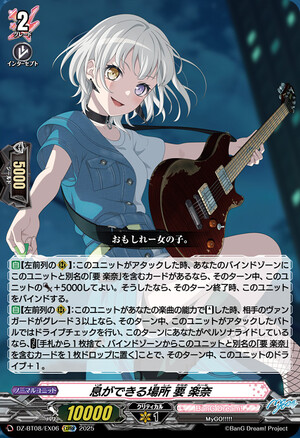 2
グレード
インターセプト
5000
シールド
おもしれー女の子。
【左前列の Ⓡ】:このユニットがアタックした時、あなたのバインドゾーンに
このユニットと別名の「要 楽奈」を含むカードがあるなら、そのターン中、このユニッ
トの+5000してよい。そうしたなら、そのターン終了時、このユニット
をバインドする。
【左前列の Ⓡ】:このユニットがあなたの楽曲の能力で した時、相手のヴァン
ガードがグレード3以上なら、そのターン中、このユニットがアタックしたバト
ルではドライブチェックを行い、このターンにあなたがペルソナライドしている
なら、【手札から1枚捨て、バインドゾーンからこのユニットと別名の「要 楽奈」
を含むカードを1枚ドロップに置く】ことで、そのターン中、このユニットのド
ライブ+1。
ノーマルユニット
息ができる場所 要 楽奈
パワー
10000
クリティカル
1
MyGO!!!!!
DZ-BT08/EX06 2025
©BanG Dream! Project